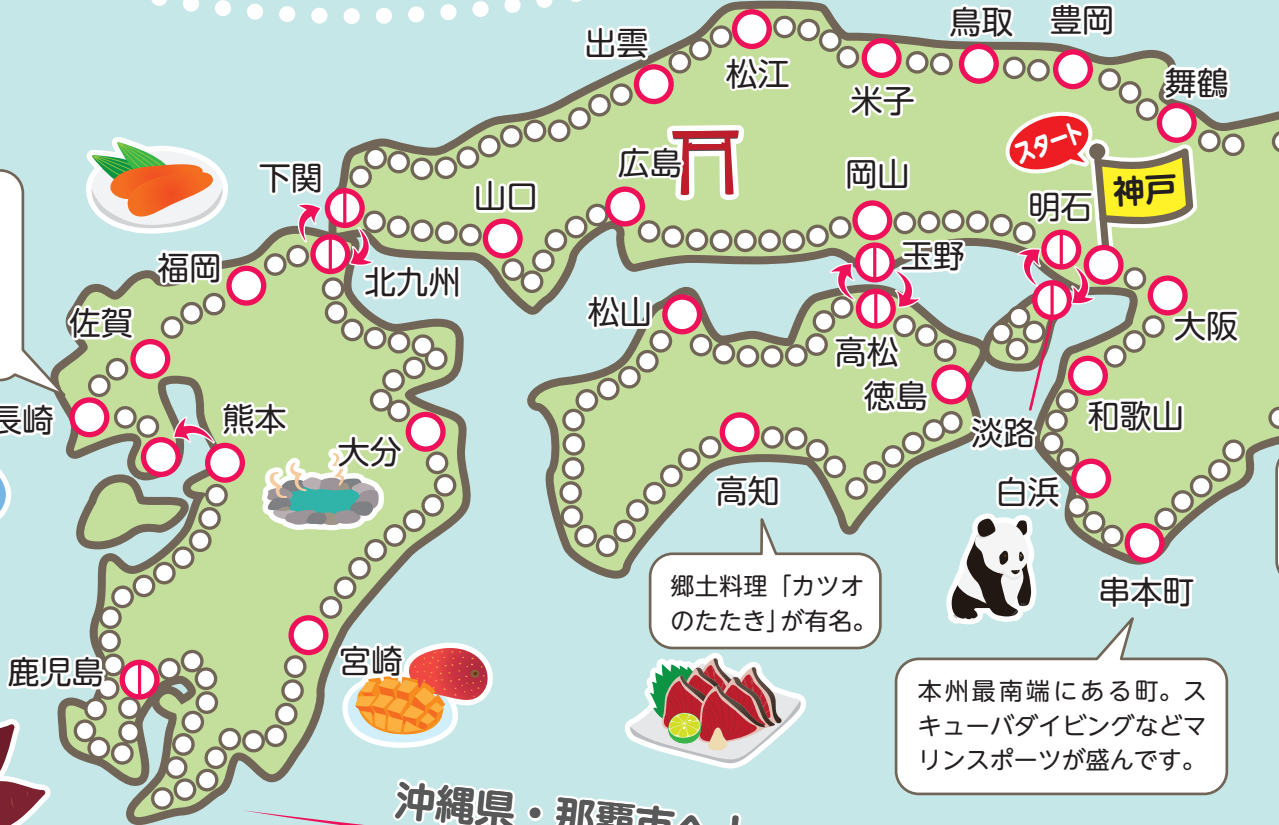 鳥取
豊岡
出雲
松江
米子
舞鶴
スタート
神戸
下関
山口
広島
岡山
明石
福岡
北九州
玉野
佐賀
松山
高松
大阪
徳島
長崎
熊本
大分
淡路
和歌山
高知
白浜
郷土料理「カツオ
のたたき」が有名。
串本町
鹿児島
宮崎
本州最南端にある町。ス
キューバダイビングなどマ
リンスポーツが盛んです。
沖縄県・那覇市へ